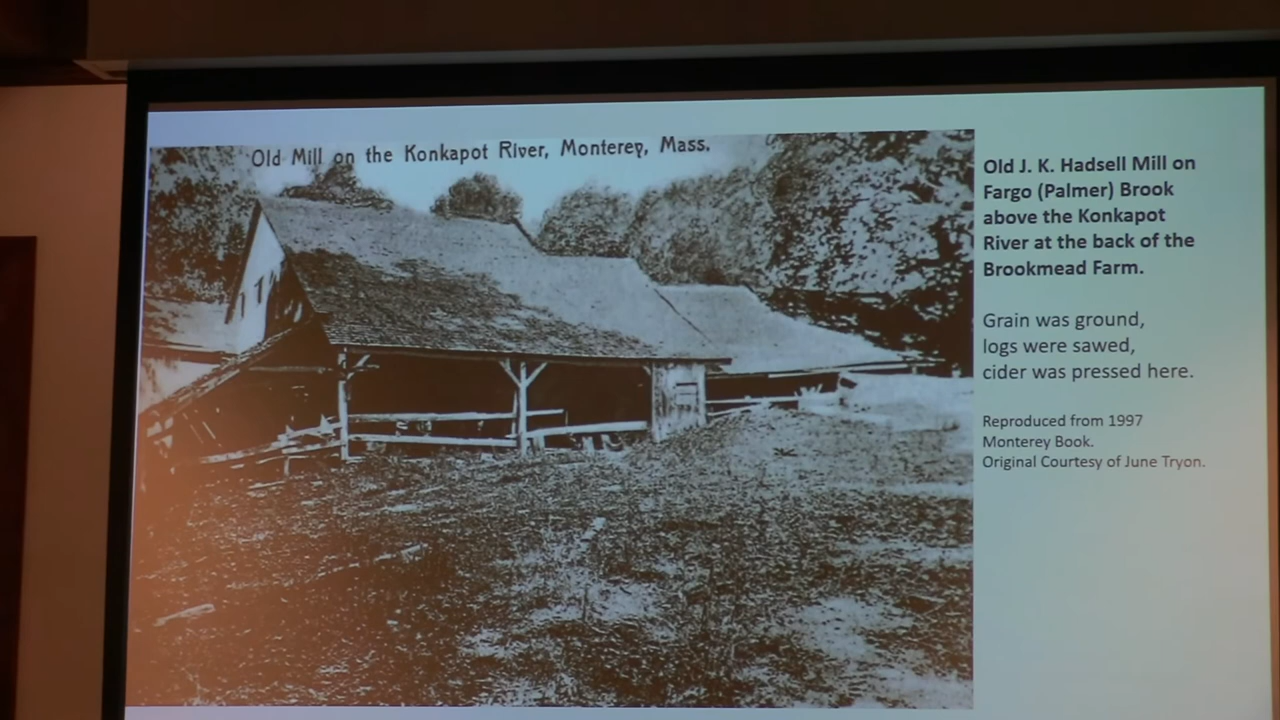 Old Mill on the Konkapot River, Monterey, Mass.
Old J. K. Hadsell Mill on
Fargo (Palmer) Brook
above the Konkapot
River at the back of the
Brookmead Farm.
Grain was ground,
logs were sawed,
cider was pressed here.
Reproduced from 1997
Monterey Book.
Original Courtesy of June Tryon.